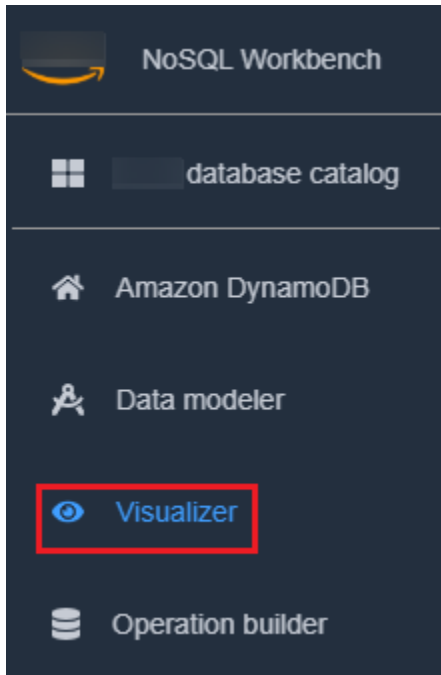 NoSQL Workbench
database catalog
Amazon DynamoDB
Data modeler
Visualizer
Operation builder